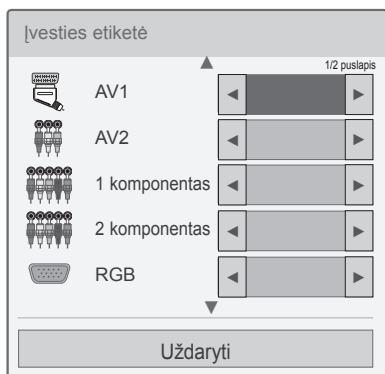 Įvesties etiketė
1/2 puslapis
AV1
AV2
1 komponentas
2 komponentas
RGB
Uždaryti